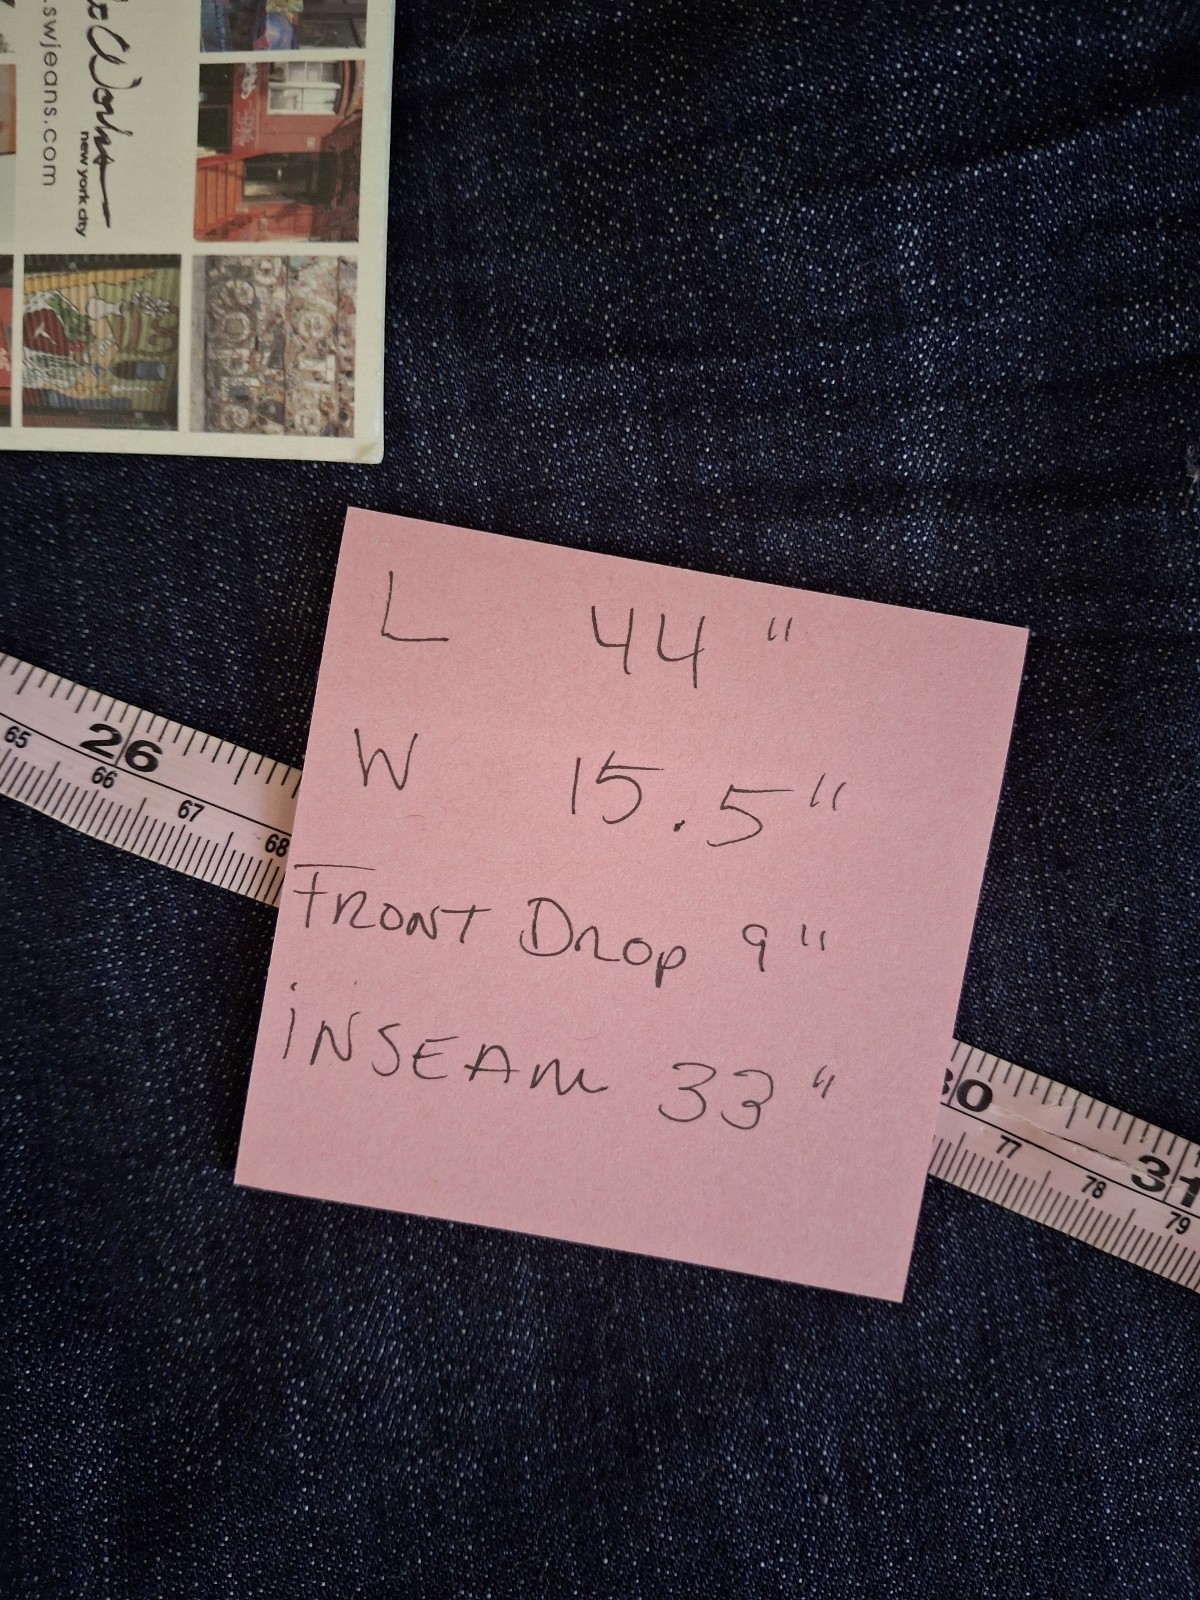 Works
new york city
.swjeans.com
L 44 "
W 15.5"
FRONT DROP 9"
iNSEAM 33"
26
65 66 67 68
30 31
77 78 79